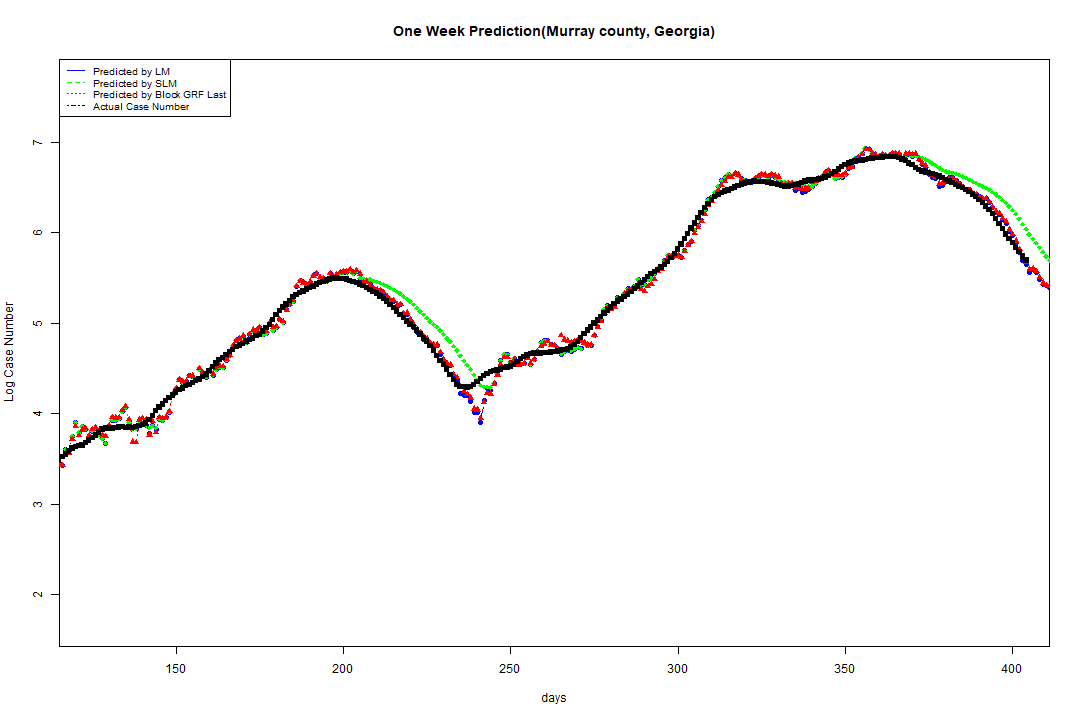 One Week Prediction(Murray county, Georgia)
Predicted by LM
Predicted by SLM
Predicted by Block GRF Last
Actual Case Number
Log Case Number
7
6
5
4
3
2
150 200 250 300 350 400
days